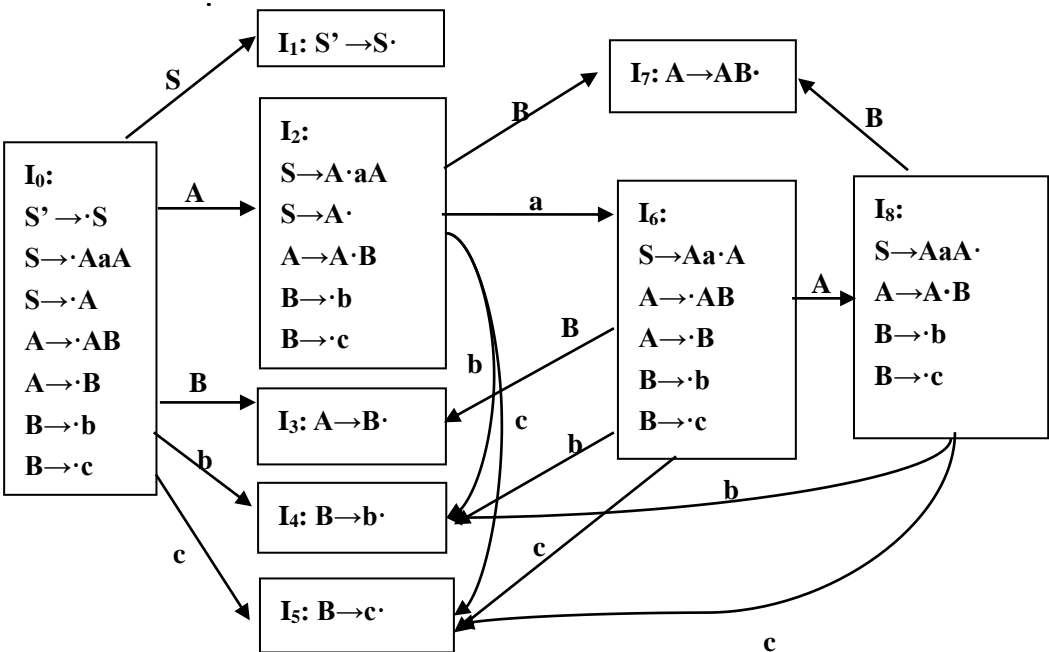 I₁: S’ →S·
S
I₇: A→AB·
B
B
I₂:
S→A·aA
S→A·
A→A·B
B→·b
B→·c
I₀:
S’ →·S
S→·AaA
S→·A
A→·AB
A→·B
B→·b
B→·c
A
a
I₆:
S→Aa·A
A→·AB
A→·B
B→·b
B→·c
A
I₈:
S→AaA·
A→A·B
B→·b
B→·c
B
b
B
c
I₃: A→B·
b
b
b
I₄: B→b·
c
c
I₅: B→c·
c